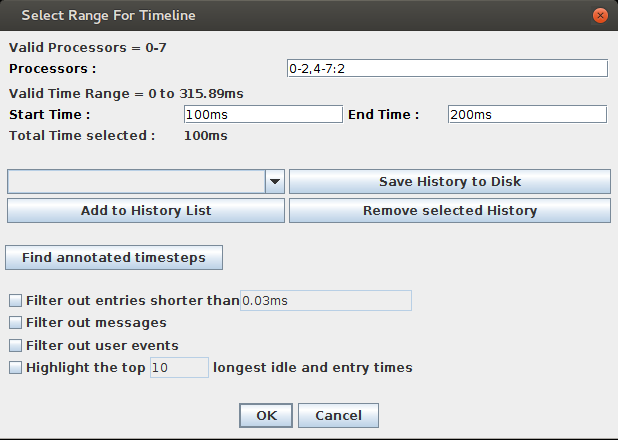 Select Range For Timeline
Valid Processors = 0-7
Processors : 0-2,4-7:2
Valid Time Range = 0 to 315.89ms
Start Time : 100ms End Time : 200ms
Total Time selected : 100ms
Save History to Disk
Add to History List Remove selected History
Find annotated timesteps
Filter out entries shorter than 0.03ms
Filter out messages
Filter out user events
Highlight the top 10 longest idle and entry times
OK Cancel